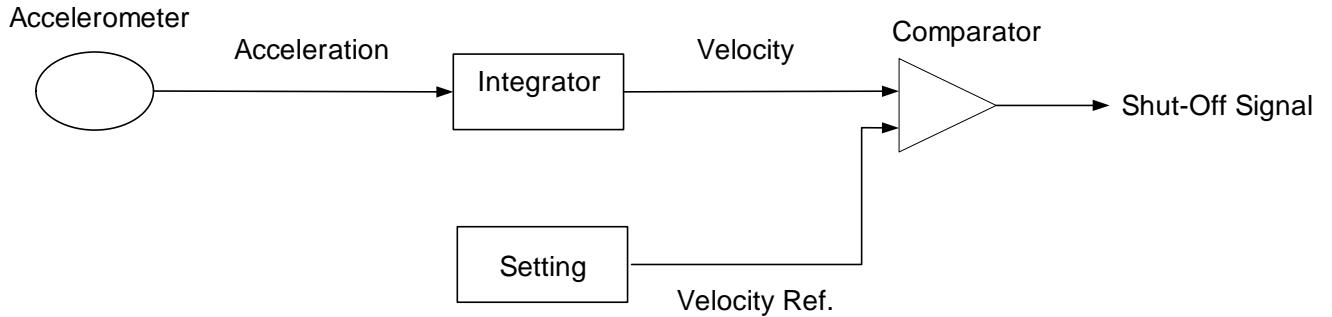 Accelerometer
Acceleration
Integrator
Velocity
Comparator
Shut-Off Signal
Setting
Velocity Ref.